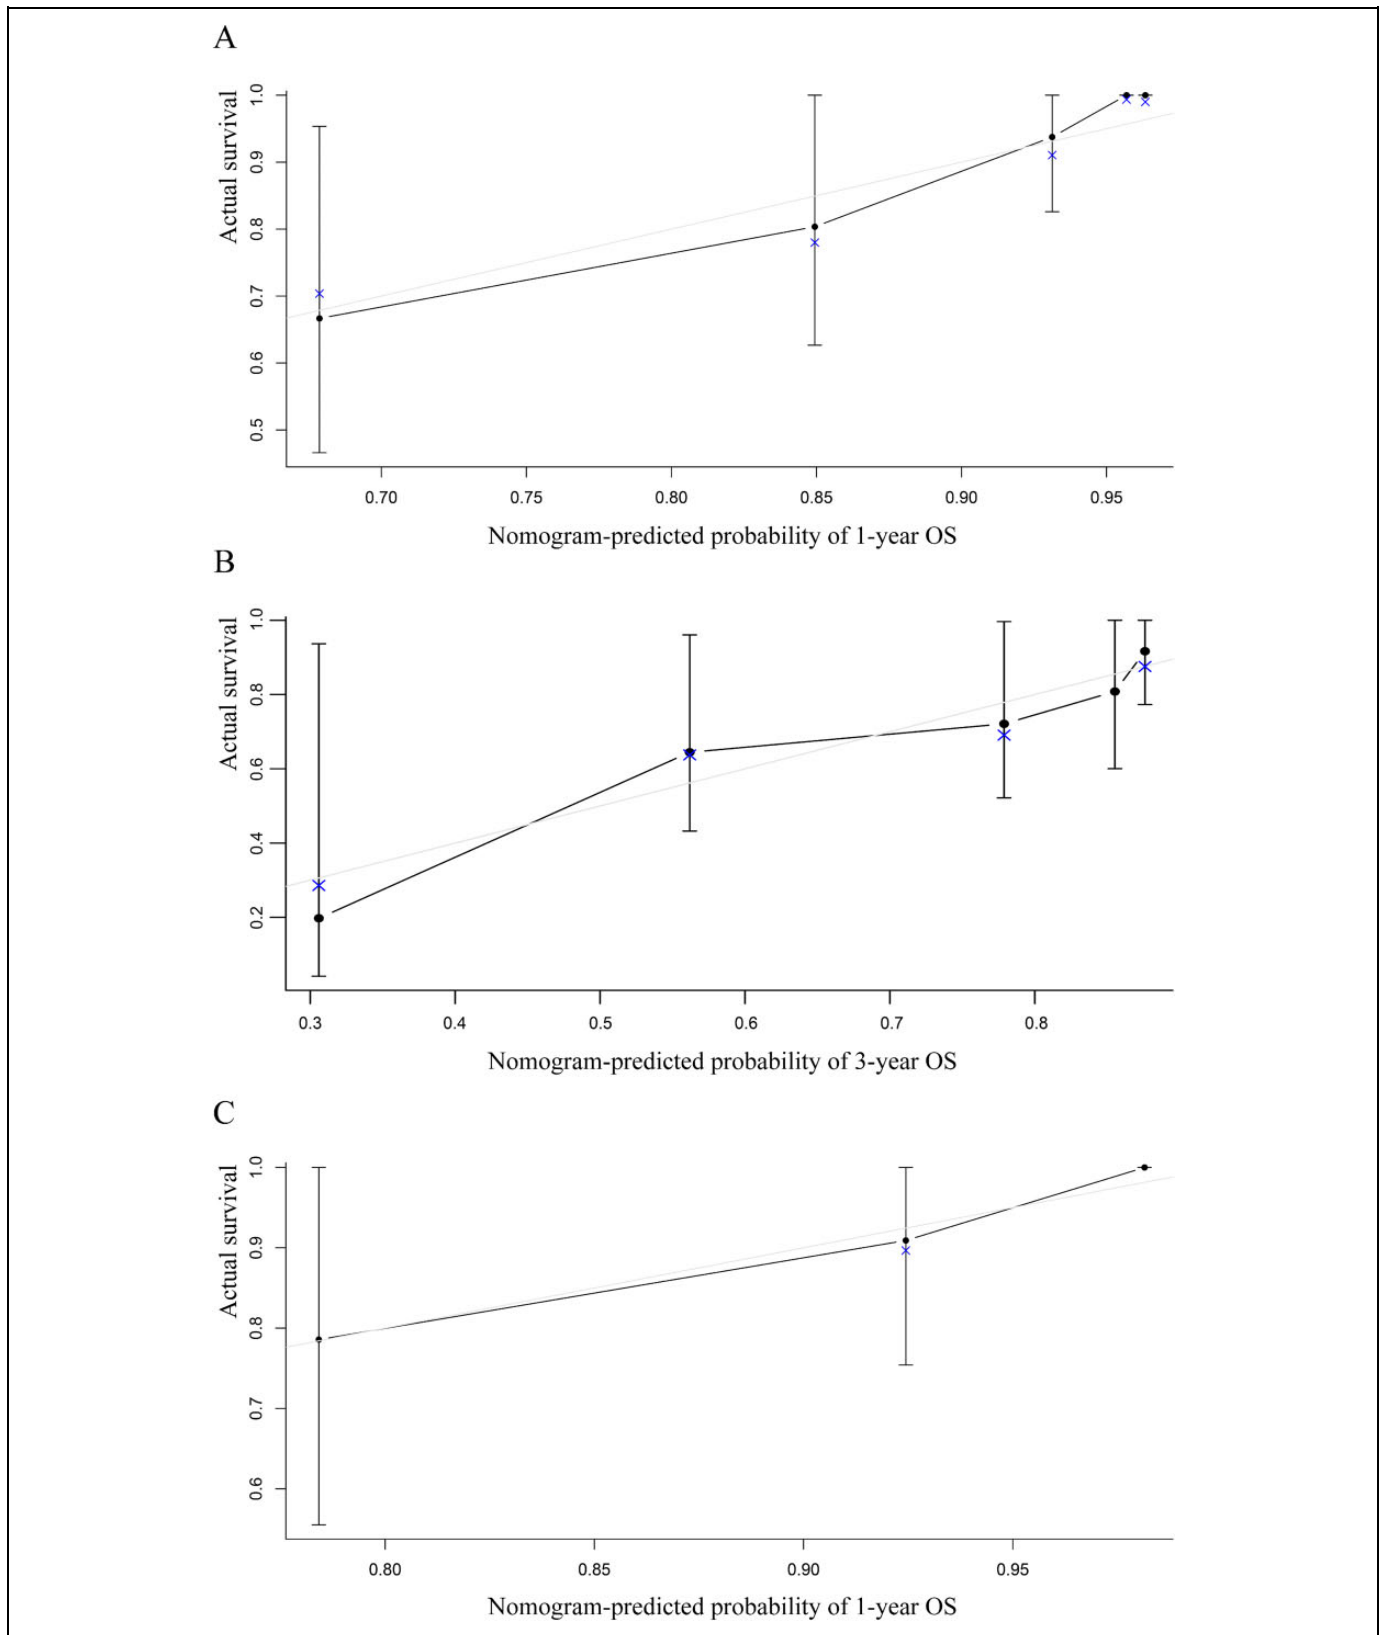 A
Actual survival
1.0
0.9
0.8
0.7
0.6
0.5
0.70 0.75 0.80 0.85 0.90 0.95
Nomogram-predicted probability of 1-year OS
B
Actual survival
1.0
0.8
0.6
0.4
0.2
0.3 0.4 0.5 0.6 0.7 0.8
Nomogram-predicted probability of 3-year OS
C
Actual survival
1.0
0.9
0.8
0.7
0.6
0.80 0.85 0.90 0.95
Nomogram-predicted probability of 1-year OS